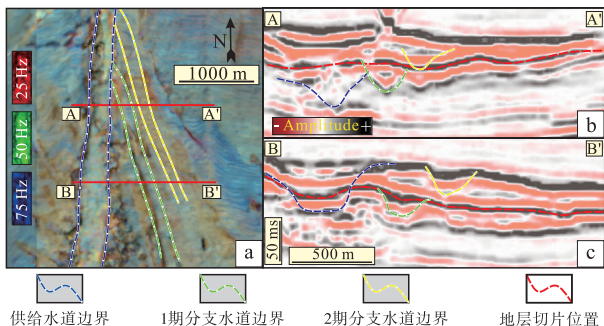 25 Hz
50 Hz
75 Hz
N
1000 m
A A'
B B'
a
A A'
- Amplitude +
b
B B'
50 ms
500 m
c
供给水道边界 1期分支水道边界 2期分支水道边界 地层切片位置